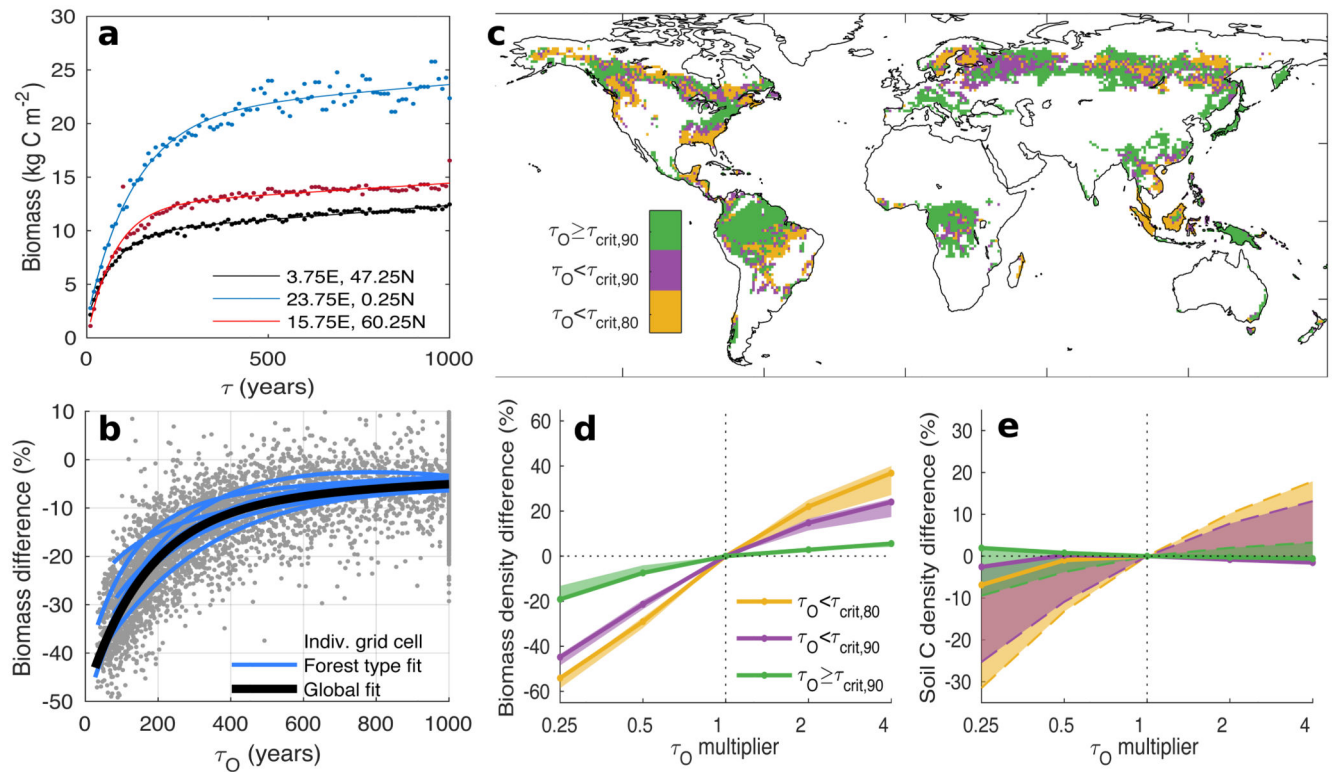 a
Biomass (kg C m-2)
30
25
20
15
10
5
0
3.75E, 47.25N
23.75E, 0.25N
15.75E, 60.25N
0
500
1000
τ (years)
c
τO≥τcrit,90
τO<τcrit,90
τO<τcrit,80
b
Biomass difference (%)
10
0
-10
-20
-30
-40
-50
Indiv. grid cell
Forest type fit
Global fit
0
200
400
600
800
1000
τO (years)
d
Biomass density difference (%)
60
40
20
0
-20
-40
-60
τO<τcrit,80
τO<τcrit,90
τO≥τcrit,90
0.25
0.5
1
2
4
τO multiplier
e
Soil C density difference (%)
30
20
10
0
-10
-20
-30
0.25
0.5
1
2
4
τO multiplier